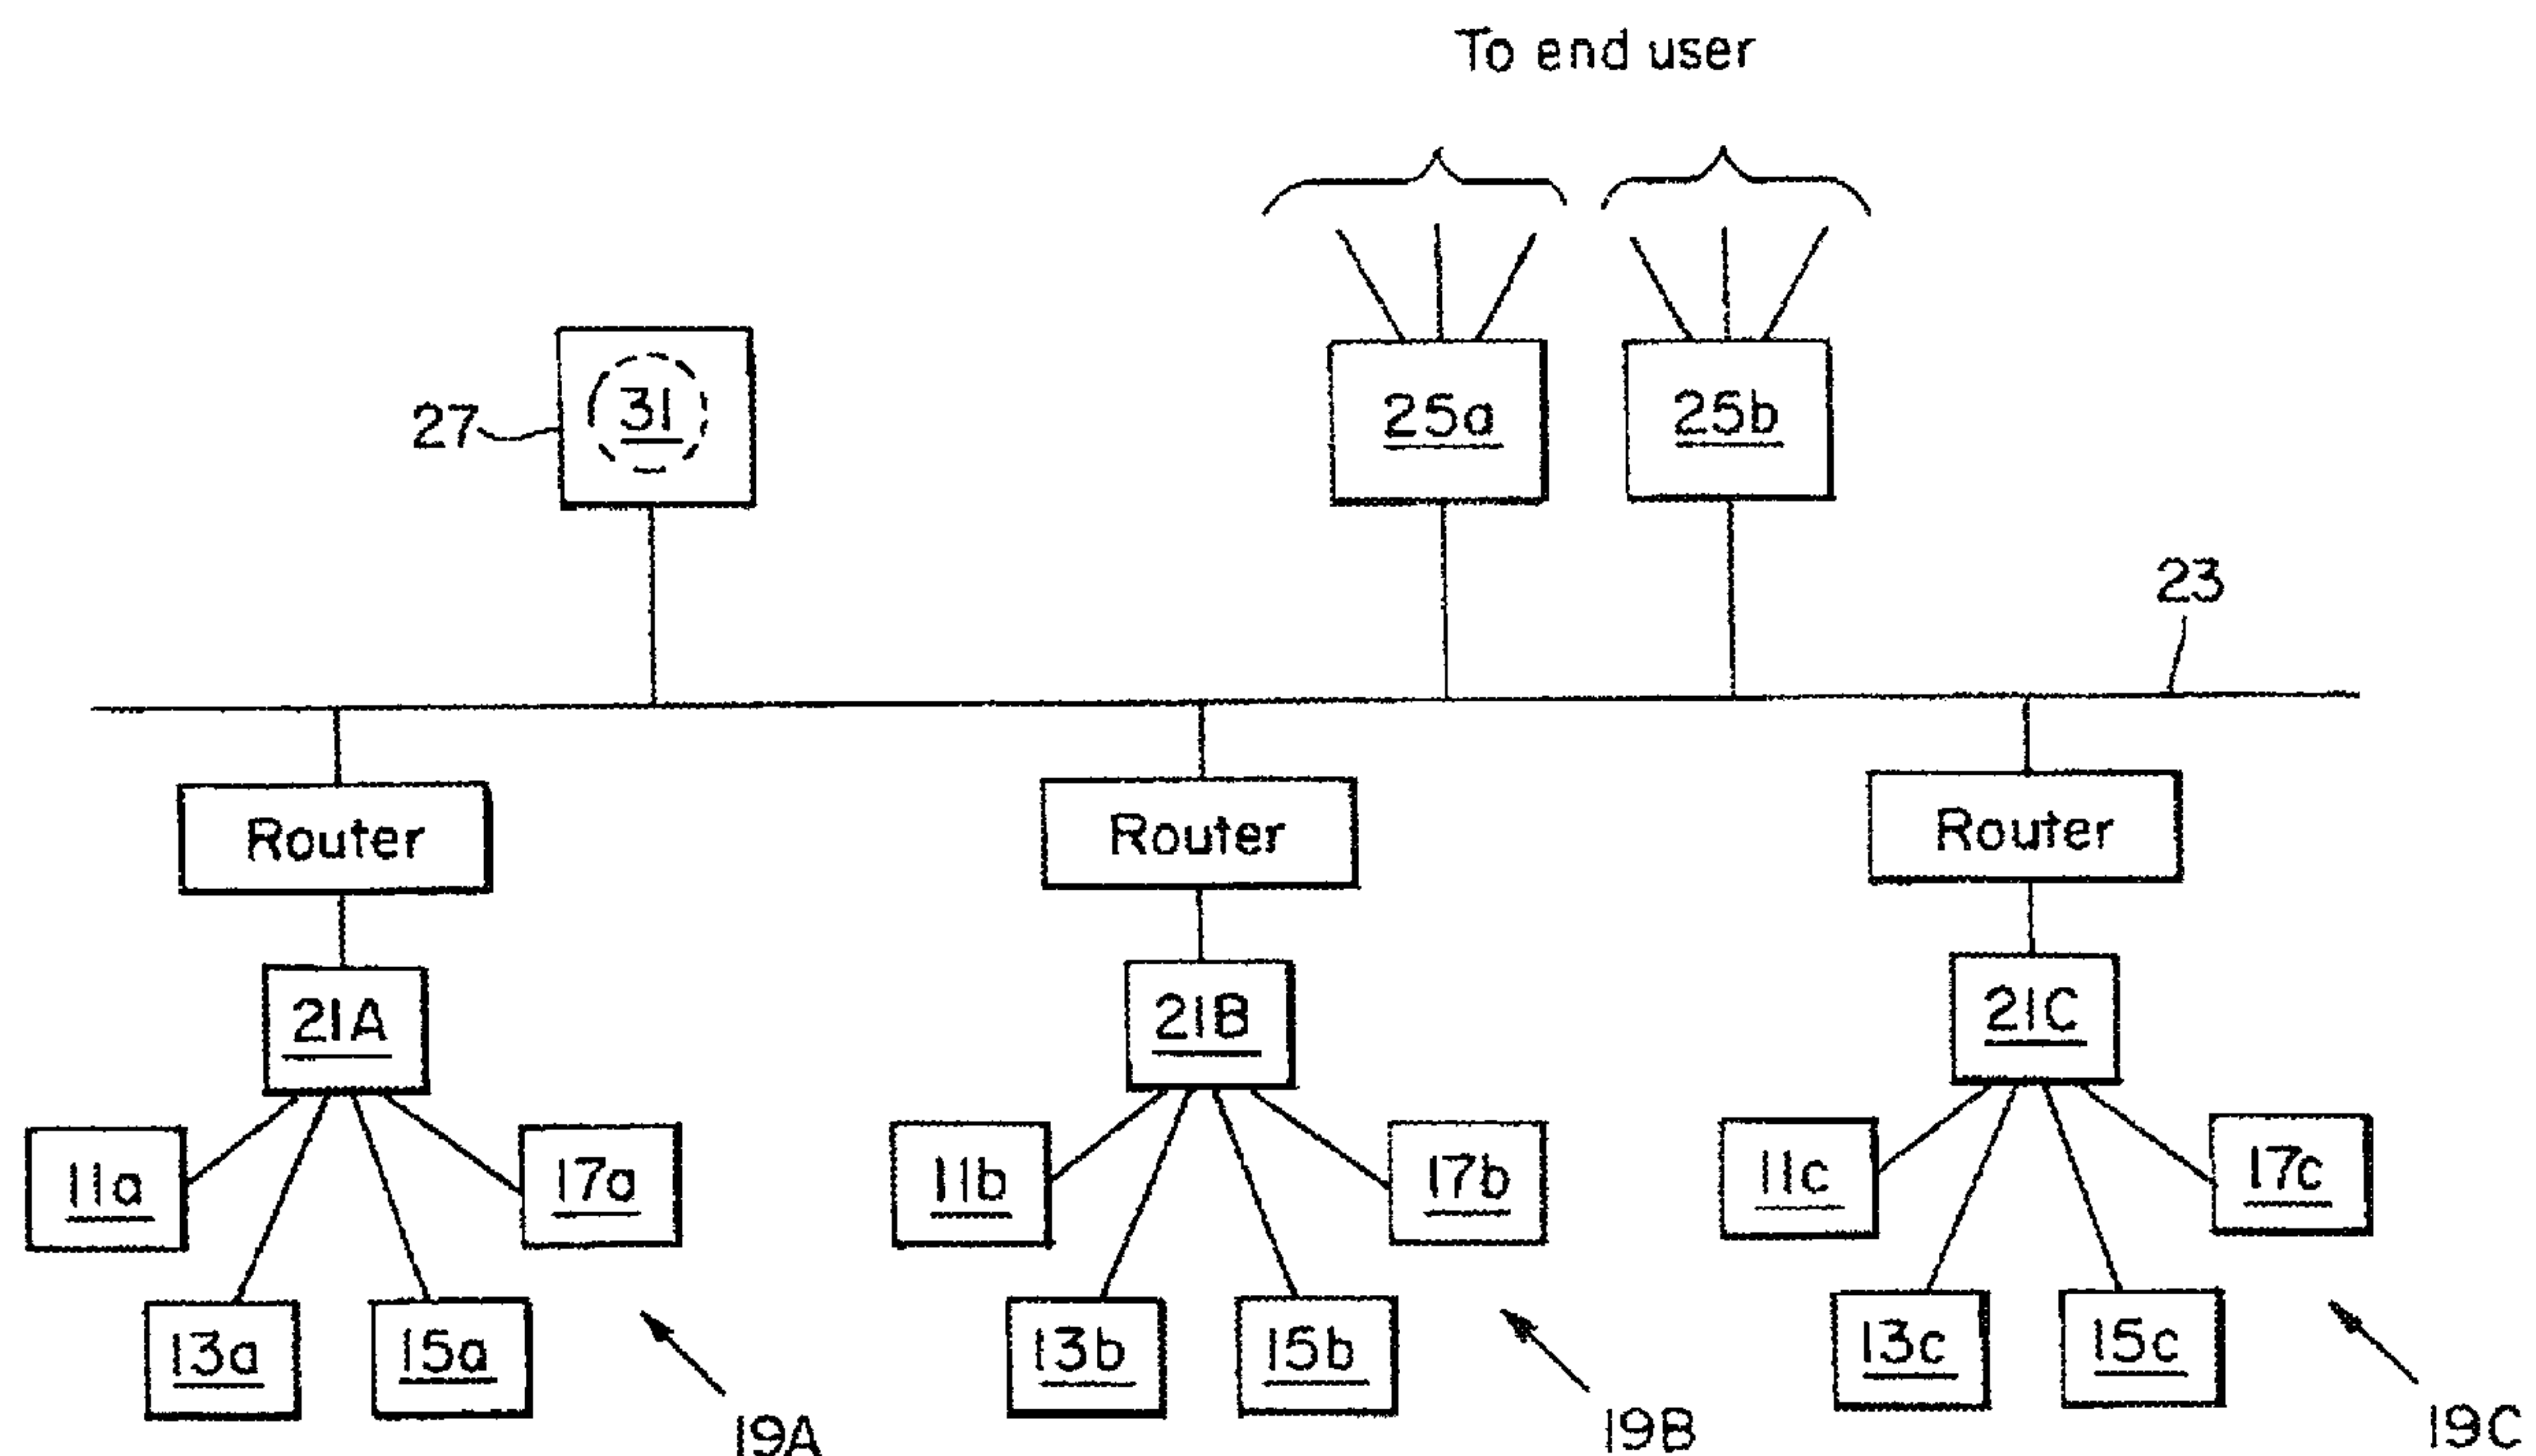 To end user
27
31
25a
25b
23
Router
Router
Router
21A
21B
21C
11a
17a
11b
17b
11c
17c
13a
15a
13b
15b
13c
15c
19A
19B
19C